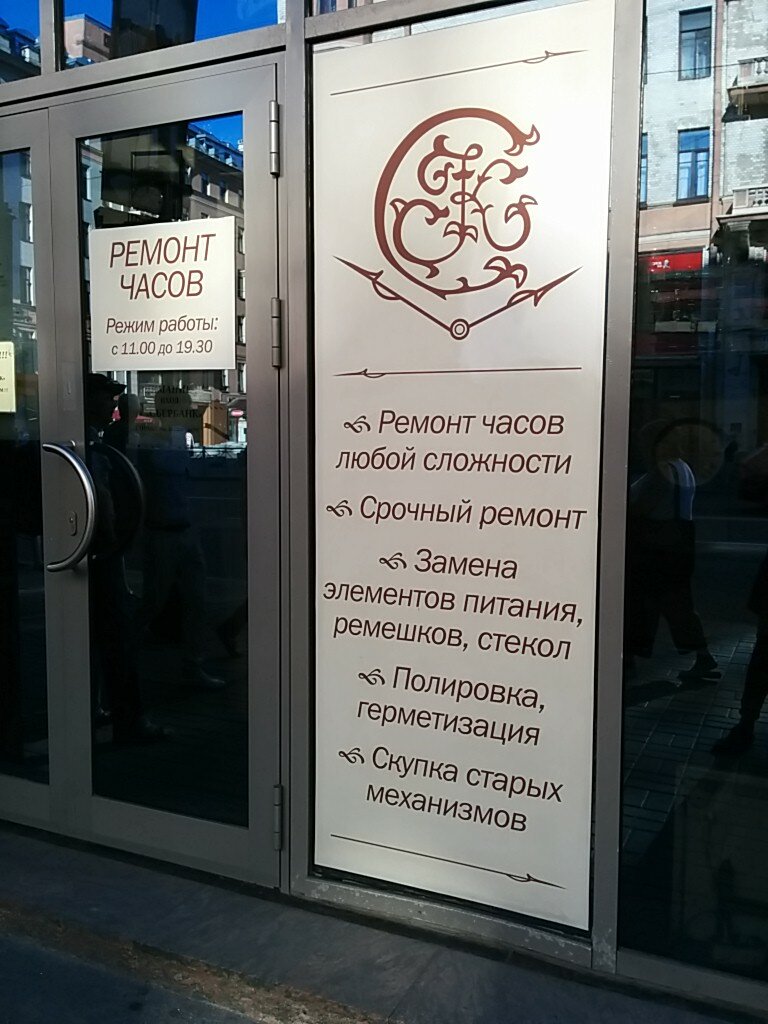 РЕМОНТ
ЧАСОВ
Режим работы:
с 11.00 до 19.30
Ремонт часов
любой сложности
Срочный ремонт
Замена
элементов питания,
ремешков, стекол
Полировка,
герметизация
Скупка старых
механизмов